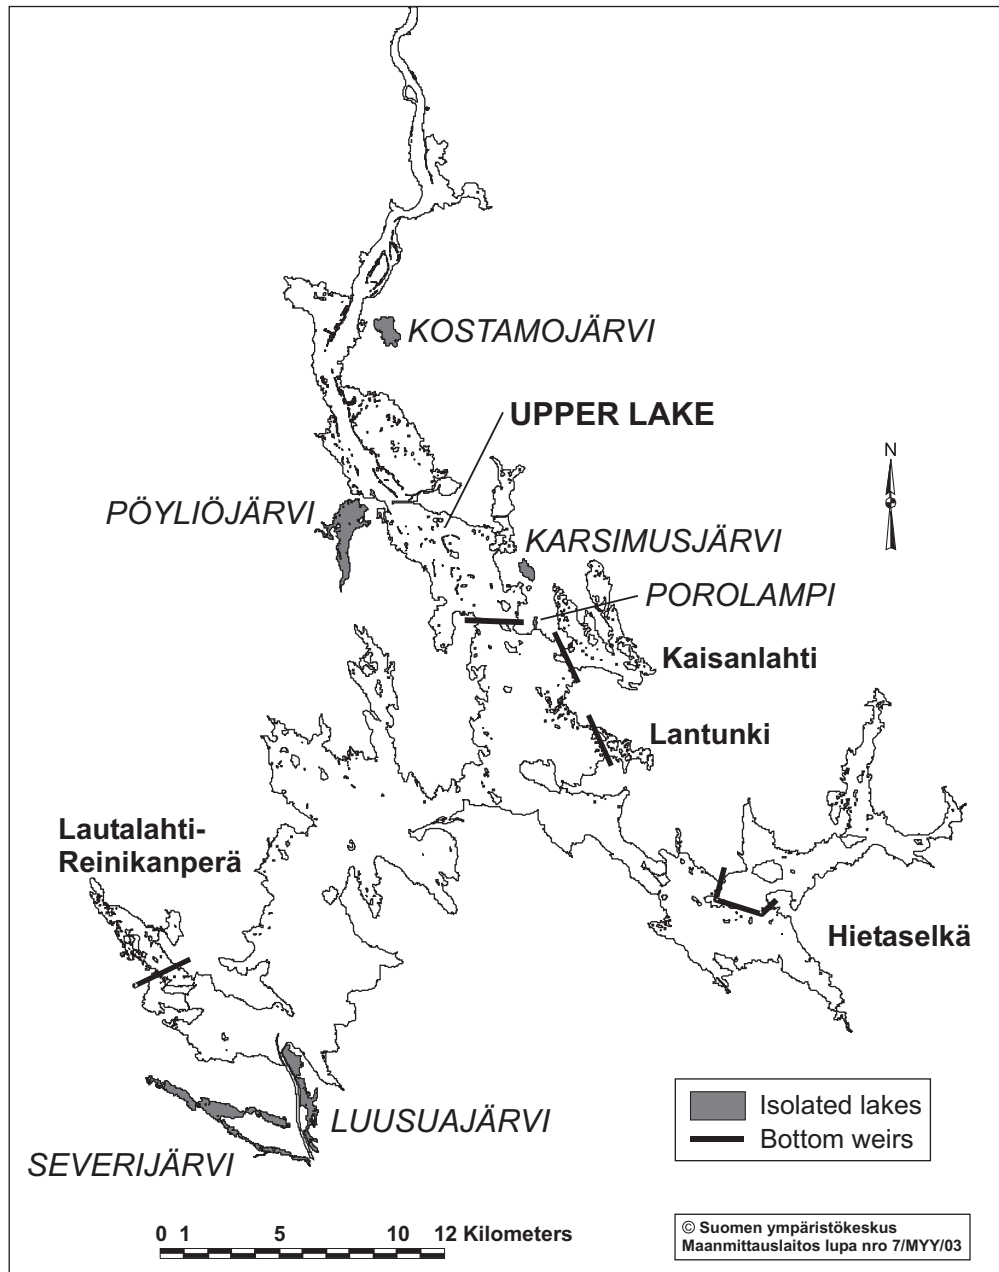 KOSTAMOJÄRVI
UPPER LAKE
N
PÖYLIÖJÄRVI
KARSIMUSJÄRVI
POROLAMPI
Kaisanlahti
Lantunki
Lautalahti-
Reinikanperä
Hietaselkä
LUUSUAJÄRVI
SEVERIJÄRVI
Isolated lakes
Bottom weirs
0 1 5 10 12 Kilometers
© Suomen ympäristökeskus
Maanmittauslaitos lupa nro 7/MYY/03